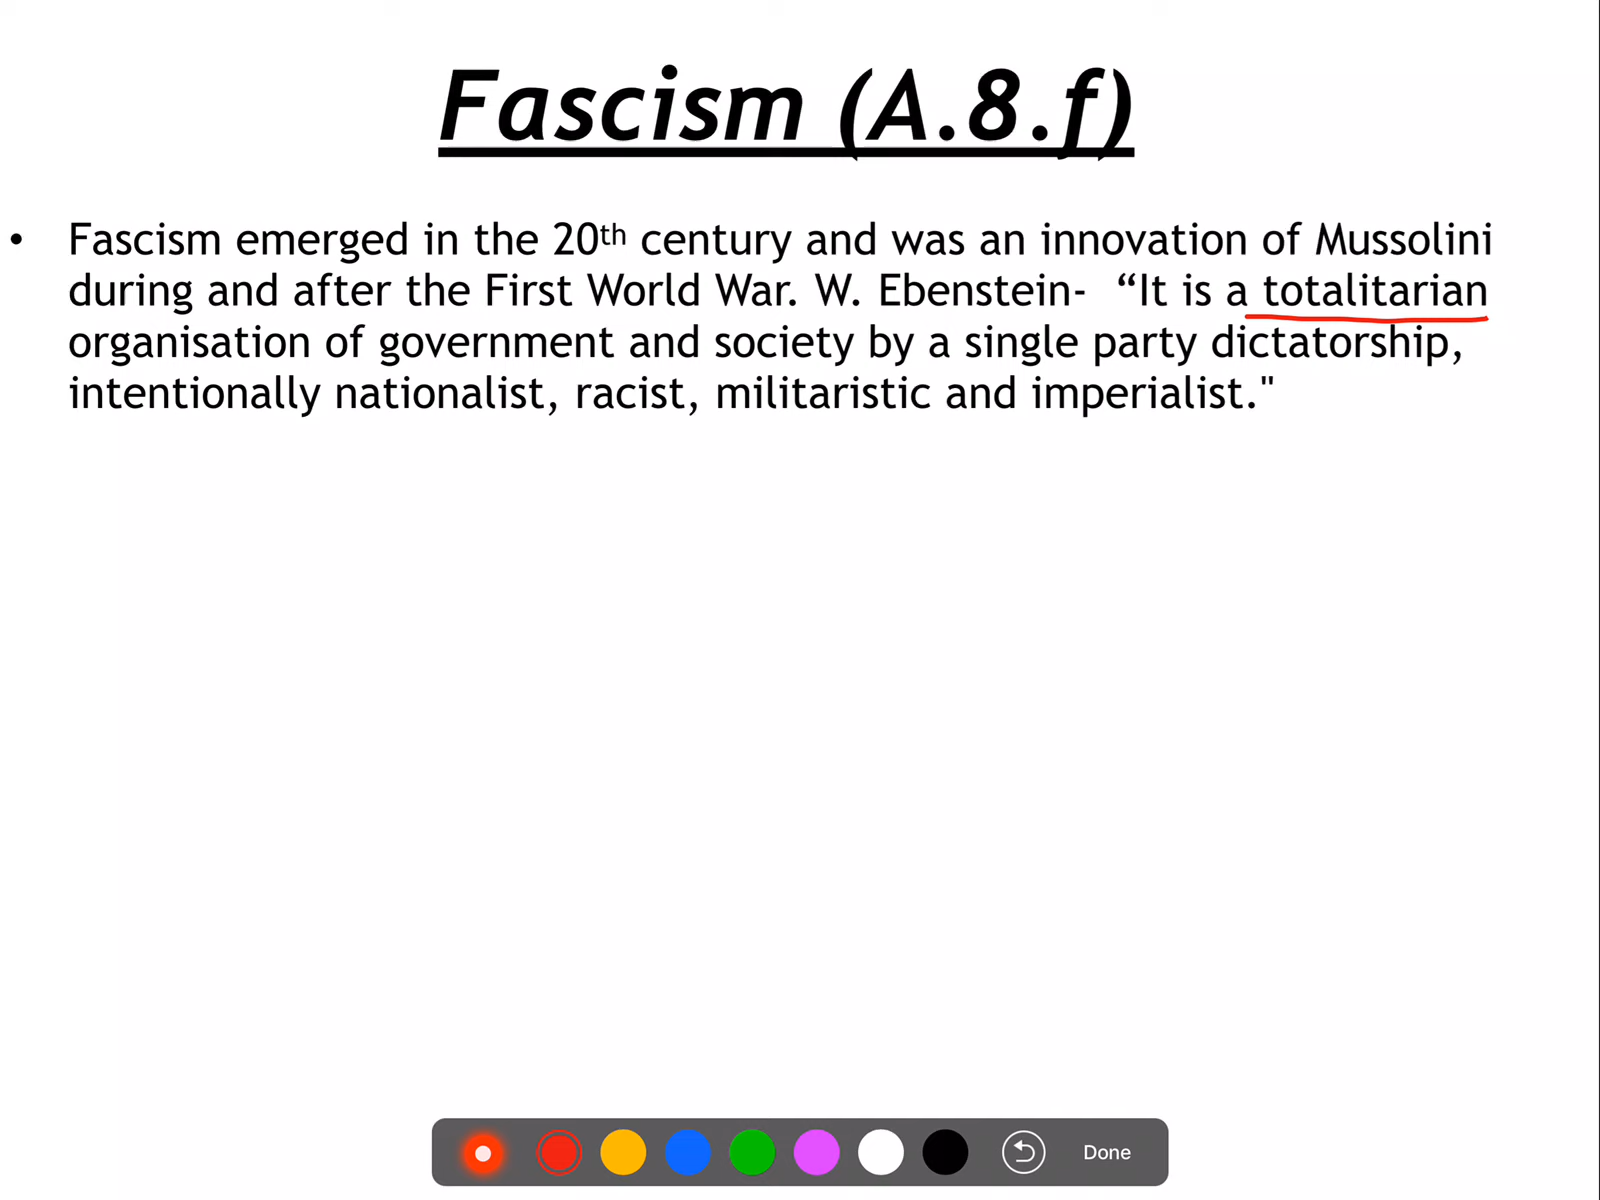 Fascism (A.8.f)
• Fascism emerged in the 20th century and was an innovation of Mussolini
during and after the First World War. W. Ebenstein- “It is a totalitarian
organisation of government and society by a single party dictatorship,
intentionally nationalist, racist, militaristic and imperialist."
Done